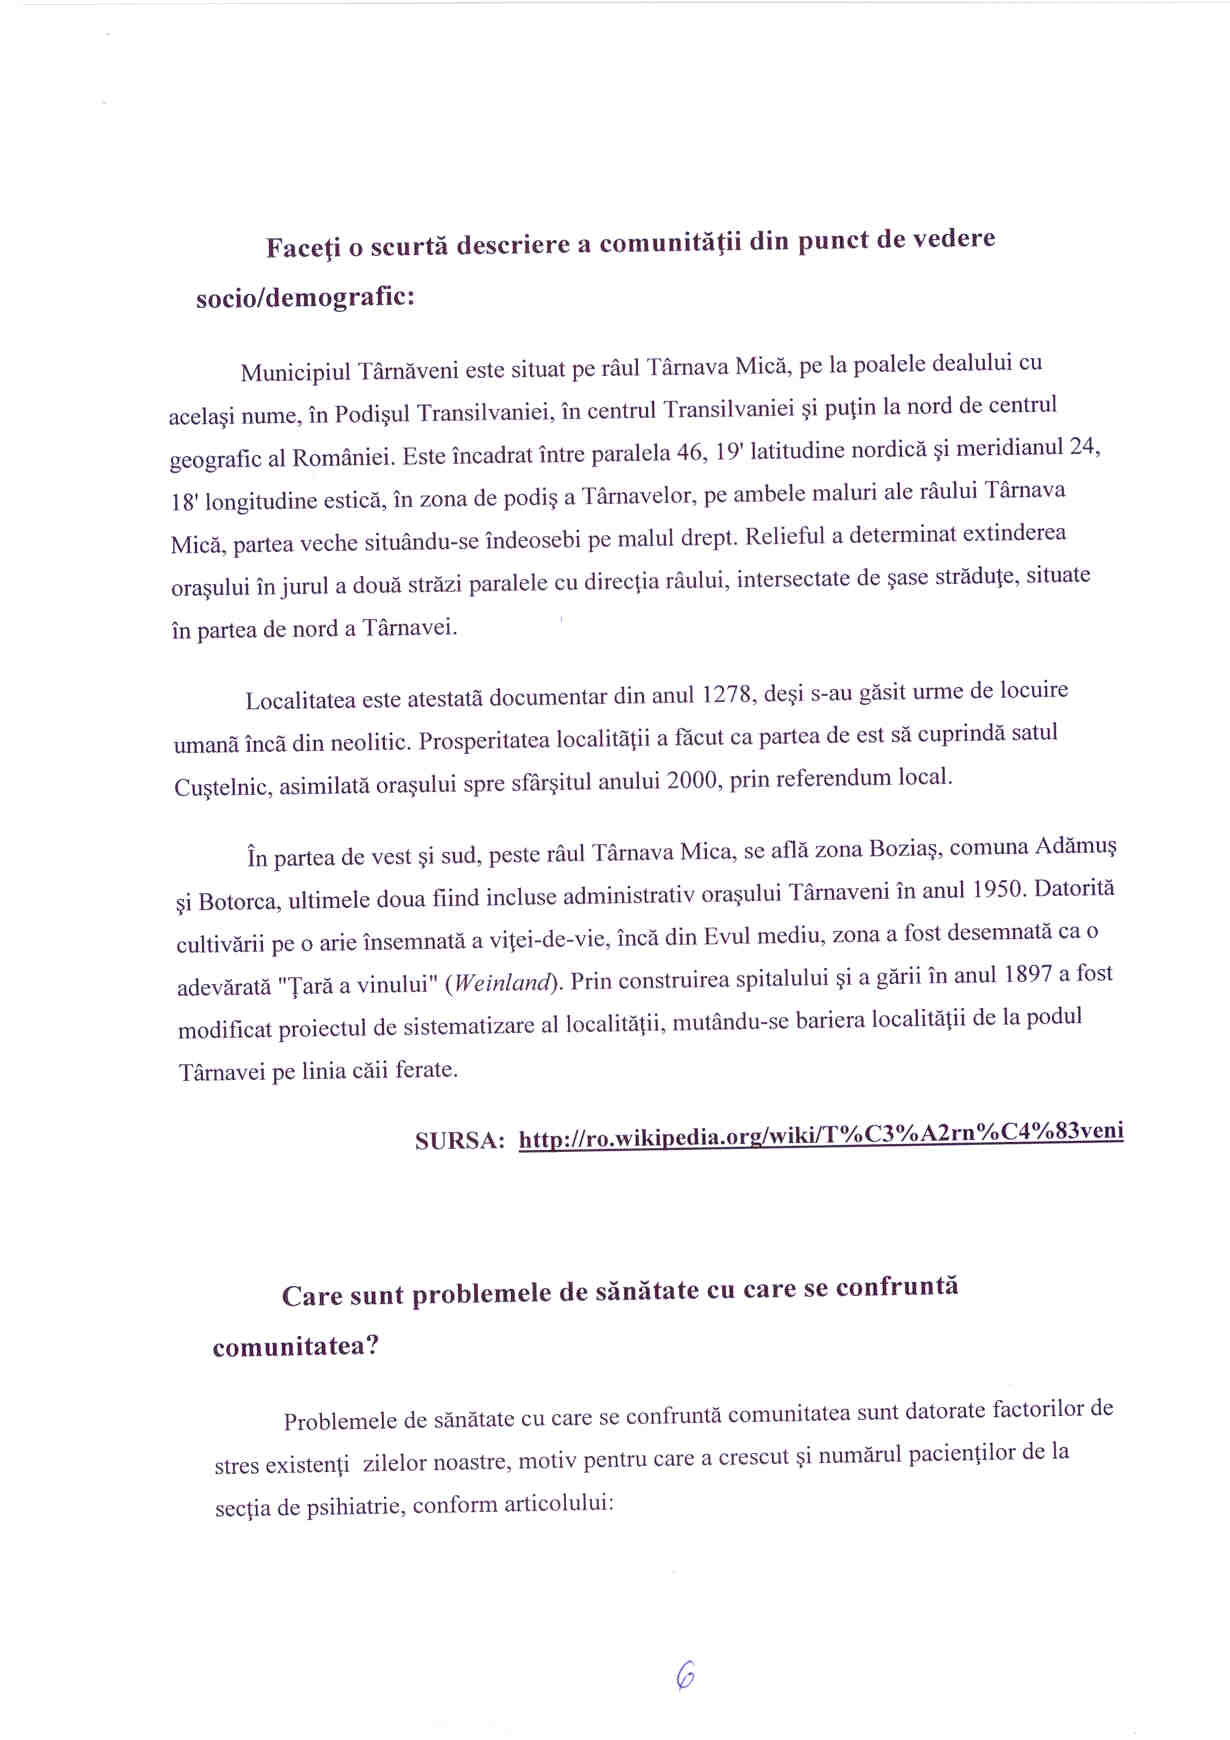 Faceţi o scurtă descriere a comunităţii din punct de vedere
socio/demografic:
Municipiul Târnăveni este situat pe râul Târnava Mică, pe la poalele dealului cu
acelaşi nume, în Podişul Transilvaniei, în centrul Transilvaniei şi puţin la nord de centrul
geografic al României. Este încadrat între paralela 46, 19' latitudine nordică şi meridianul 24,
18' longitudine estică, în zona de podiş a Târnavelor, pe ambele maluri ale râului Târnava
Mică, partea veche situându-se îndeosebi pe malul drept. Relieful a determinat extinderea
oraşului în jurul a două străzi paralele cu direcţia râului, intersectate de şase străduţe, situate
în partea de nord a Târnavei.
Localitatea este atestatã documentar din anul 1278, deşi s-au găsit urme de locuire
umanã încã din neolitic. Prosperitatea localitãţii a făcut ca partea de est să cuprindă satul
Cuştelnic, asimilată oraşului spre sfârşitul anului 2000, prin referendum local.
În partea de vest şi sud, peste râul Târnava Mica, se află zona Boziaş, comuna Adămuş
şi Botorca, ultimele doua fiind incluse administrativ oraşului Târnaveni în anul 1950. Datorită
cultivării pe o arie însemnată a viţei-de-vie, încă din Evul mediu, zona a fost desemnată ca o
adevărată "Ţară a vinului" (Weinland). Prin construirea spitalului şi a gării în anul 1897 a fost
modificat proiectul de sistematizare al localităţii, mutându-se bariera localităţii de la podul
Târnavei pe linia căii ferate.
SURSA: http://ro.wikipedia.org/wiki/T%C3%A2rn%C4%83veni
Care sunt problemele de sănătate cu care se confruntă
comunitatea?
Problemele de sănătate cu care se confruntă comunitatea sunt datorate factorilor de
stres existenţi zilelor noastre, motiv pentru care a crescut şi numărul pacienţilor de la
secţia de psihiatrie, conform articolului:
6